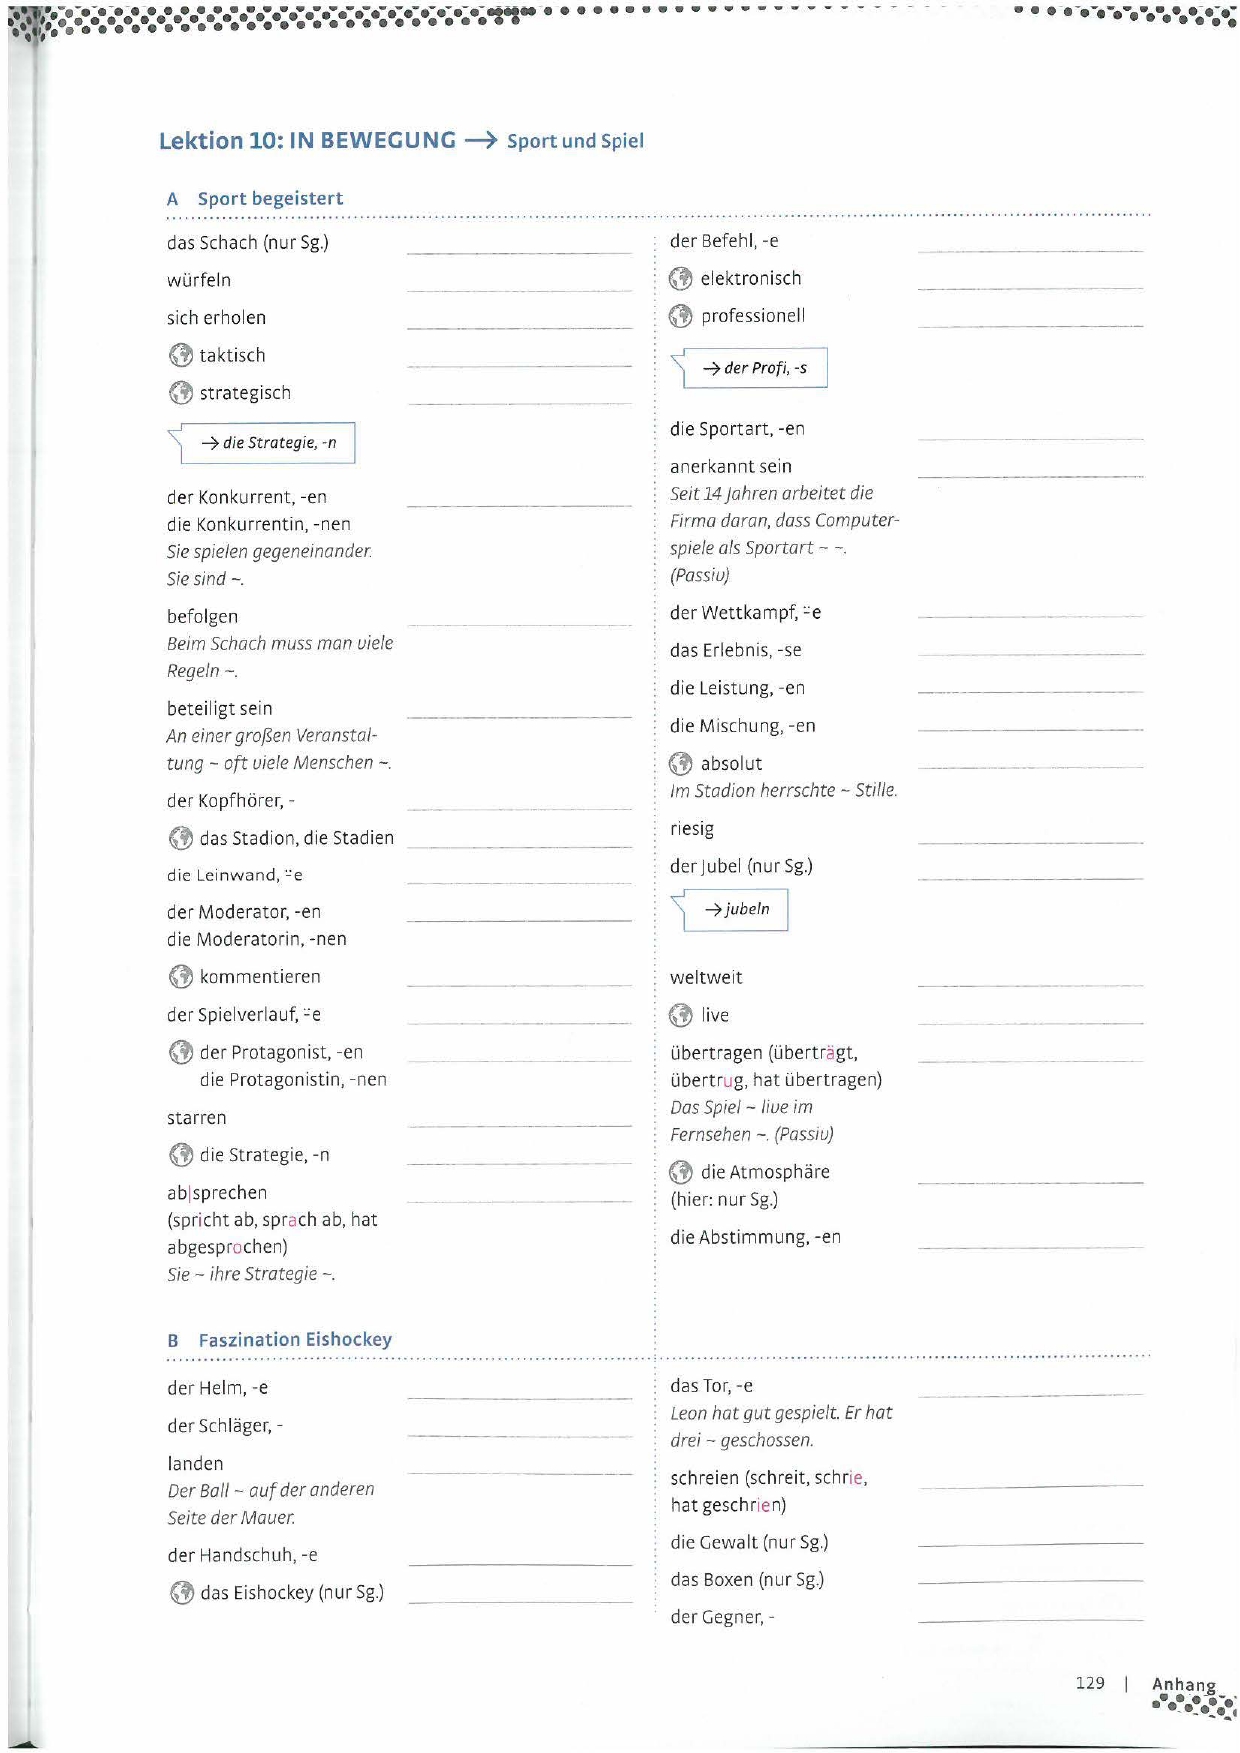 Lektion 10: IN BEWEGUNG → Sport und Spiel
A Sport begeistert
das Schach (nur Sg.)
würfeln
sich erholen
taktisch
strategisch
→ die Strategie, -n
der Konkurrent, -en
die Konkurrentin, -nen
Sie spielen gegeneinander.
Sie sind ~.
befolgen
Beim Schach muss man viele
Regeln ~.
beteiligt sein
An einer großen Veranstal-
tung ~ oft viele Menschen ~.
der Kopfhörer, -
das Stadion, die Stadien
die Leinwand, ⸚e
der Moderator, -en
die Moderatorin, -nen
kommentieren
der Spielverlauf, ⸚e
der Protagonist, -en
die Protagonistin, -nen
starren
die Strategie, -n
ab|sprechen
(spricht ab, sprach ab, hat
abgesprochen)
Sie ~ ihre Strategie ~.
der Befehl, -e
elektronisch
professionell
→ der Profi, -s
die Sportart, -en
anerkannt sein
Seit 14 Jahren arbeitet die
Firma daran, dass Computer-
spiele als Sportart ~ ~.
(Passiv)
der Wettkampf, ⸚e
das Erlebnis, -se
die Leistung, -en
die Mischung, -en
absolut
Im Stadion herrschte ~ Stille.
riesig
der Jubel (nur Sg.)
→ jubeln
weltweit
live
übertragen (überträgt,
übertrug, hat übertragen)
Das Spiel ~ live im
Fernsehen ~. (Passiv)
die Atmosphäre
(hier: nur Sg.)
die Abstimmung, -en
B Faszination Eishockey
der Helm, -e
der Schläger, -
landen
Der Ball ~ auf der anderen
Seite der Mauer.
der Handschuh, -e
das Eishockey (nur Sg.)
das Tor, -e
Leon hat gut gespielt. Er hat
drei ~ geschossen.
schreien (schreit, schrie,
hat geschrien)
die Gewalt (nur Sg.)
das Boxen (nur Sg.)
der Gegner, -
129 | Anhang